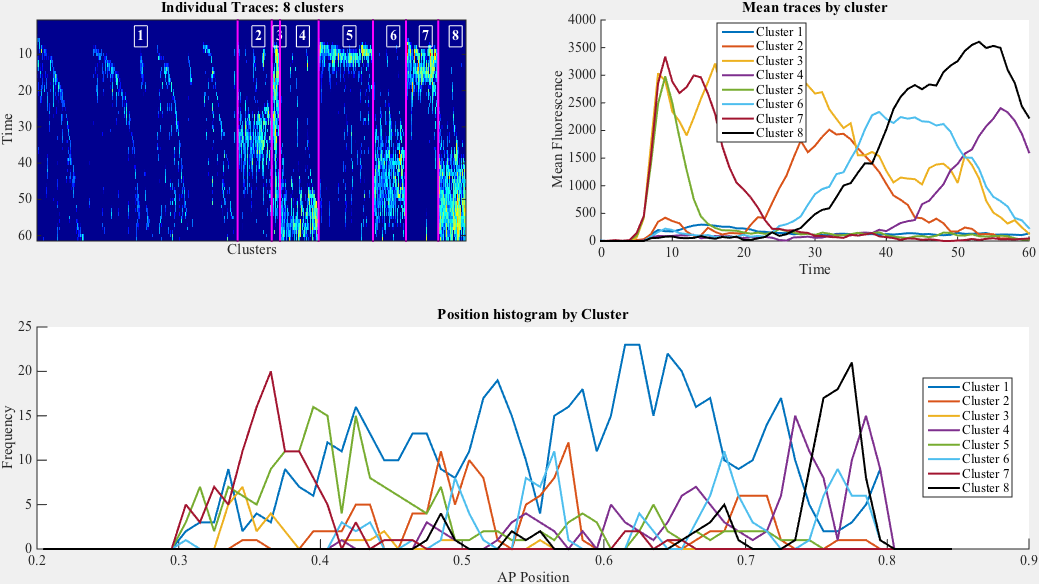 Individual Traces: 8 clusters
1 2 3 4 5 6 7 8
10
20
30
40
50
60
Time
Clusters
Mean traces by cluster
4000
3500
3000
2500
2000
1500
1000
500
0
Mean Fluorescence
0 10 20 30 40 50 60
Time
Cluster 1
Cluster 2
Cluster 3
Cluster 4
Cluster 5
Cluster 6
Cluster 7
Cluster 8
Position histogram by Cluster
25
20
15
10
5
0
Frequency
0.2 0.3 0.4 0.5 0.6 0.7 0.8 0.9
AP Position
Cluster 1
Cluster 2
Cluster 3
Cluster 4
Cluster 5
Cluster 6
Cluster 7
Cluster 8